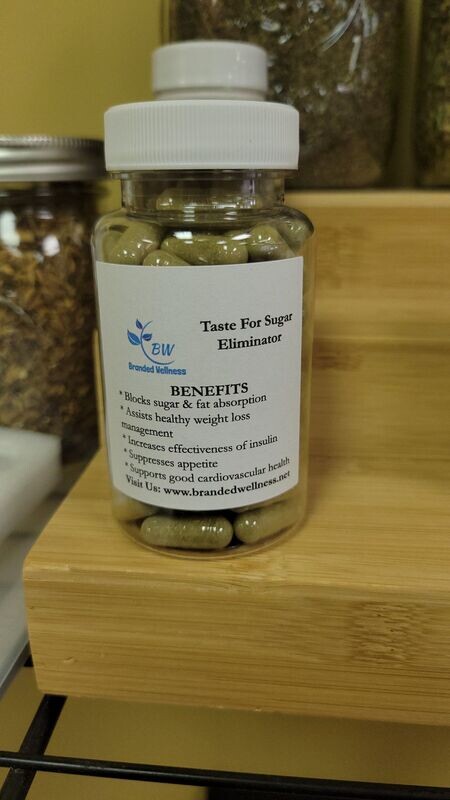 Taste For Sugar
Eliminator
BW
Branded Wellness
BENEFITS
* Blocks sugar & fat absorption
* Assists healthy weight loss
management
* Increases effectiveness of insulin
* Suppresses appetite
* Supports good cardiovascular health
Visit Us: www.brandedwellness.net